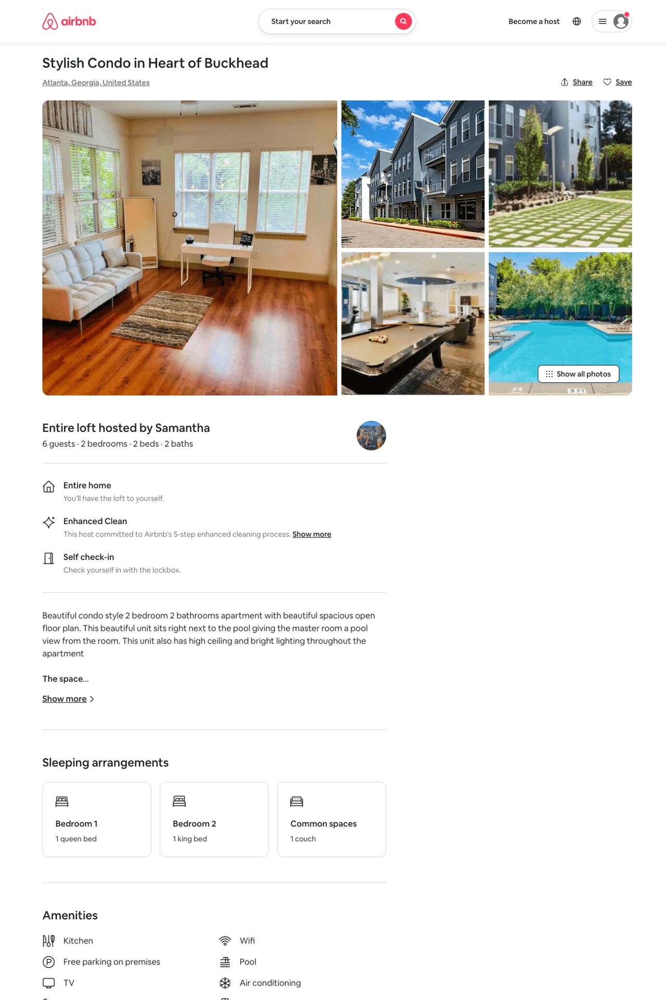 airbnb
Start your search
Become a host
Stylish Condo in Heart of Buckhead
Atlanta, Georgia, United States
Share
Save
Show all photos
3 FT
Entire loft hosted by Samantha
6 guests · 2 bedrooms · 2 beds · 2 baths
Entire home
You'll have the loft to yourself.
Enhanced Clean
This host committed to Airbnb's 5-step enhanced cleaning process. Show more
Self check-in
Check yourself in with the lockbox.
Beautiful condo style 2 bedroom 2 bathrooms apartment with beautiful spacious open
floor plan. This beautiful unit sits right next to the pool giving the master room a pool
view from the room. This unit also has high ceiling and bright lighting throughout the
apartment
The space...
Show more
Sleeping arrangements
Bedroom 1
1 queen bed
Bedroom 2
1 king bed
Common spaces
1 couch
Amenities
Kitchen
Wifi
Free parking on premises
Pool
TV
Air conditioning